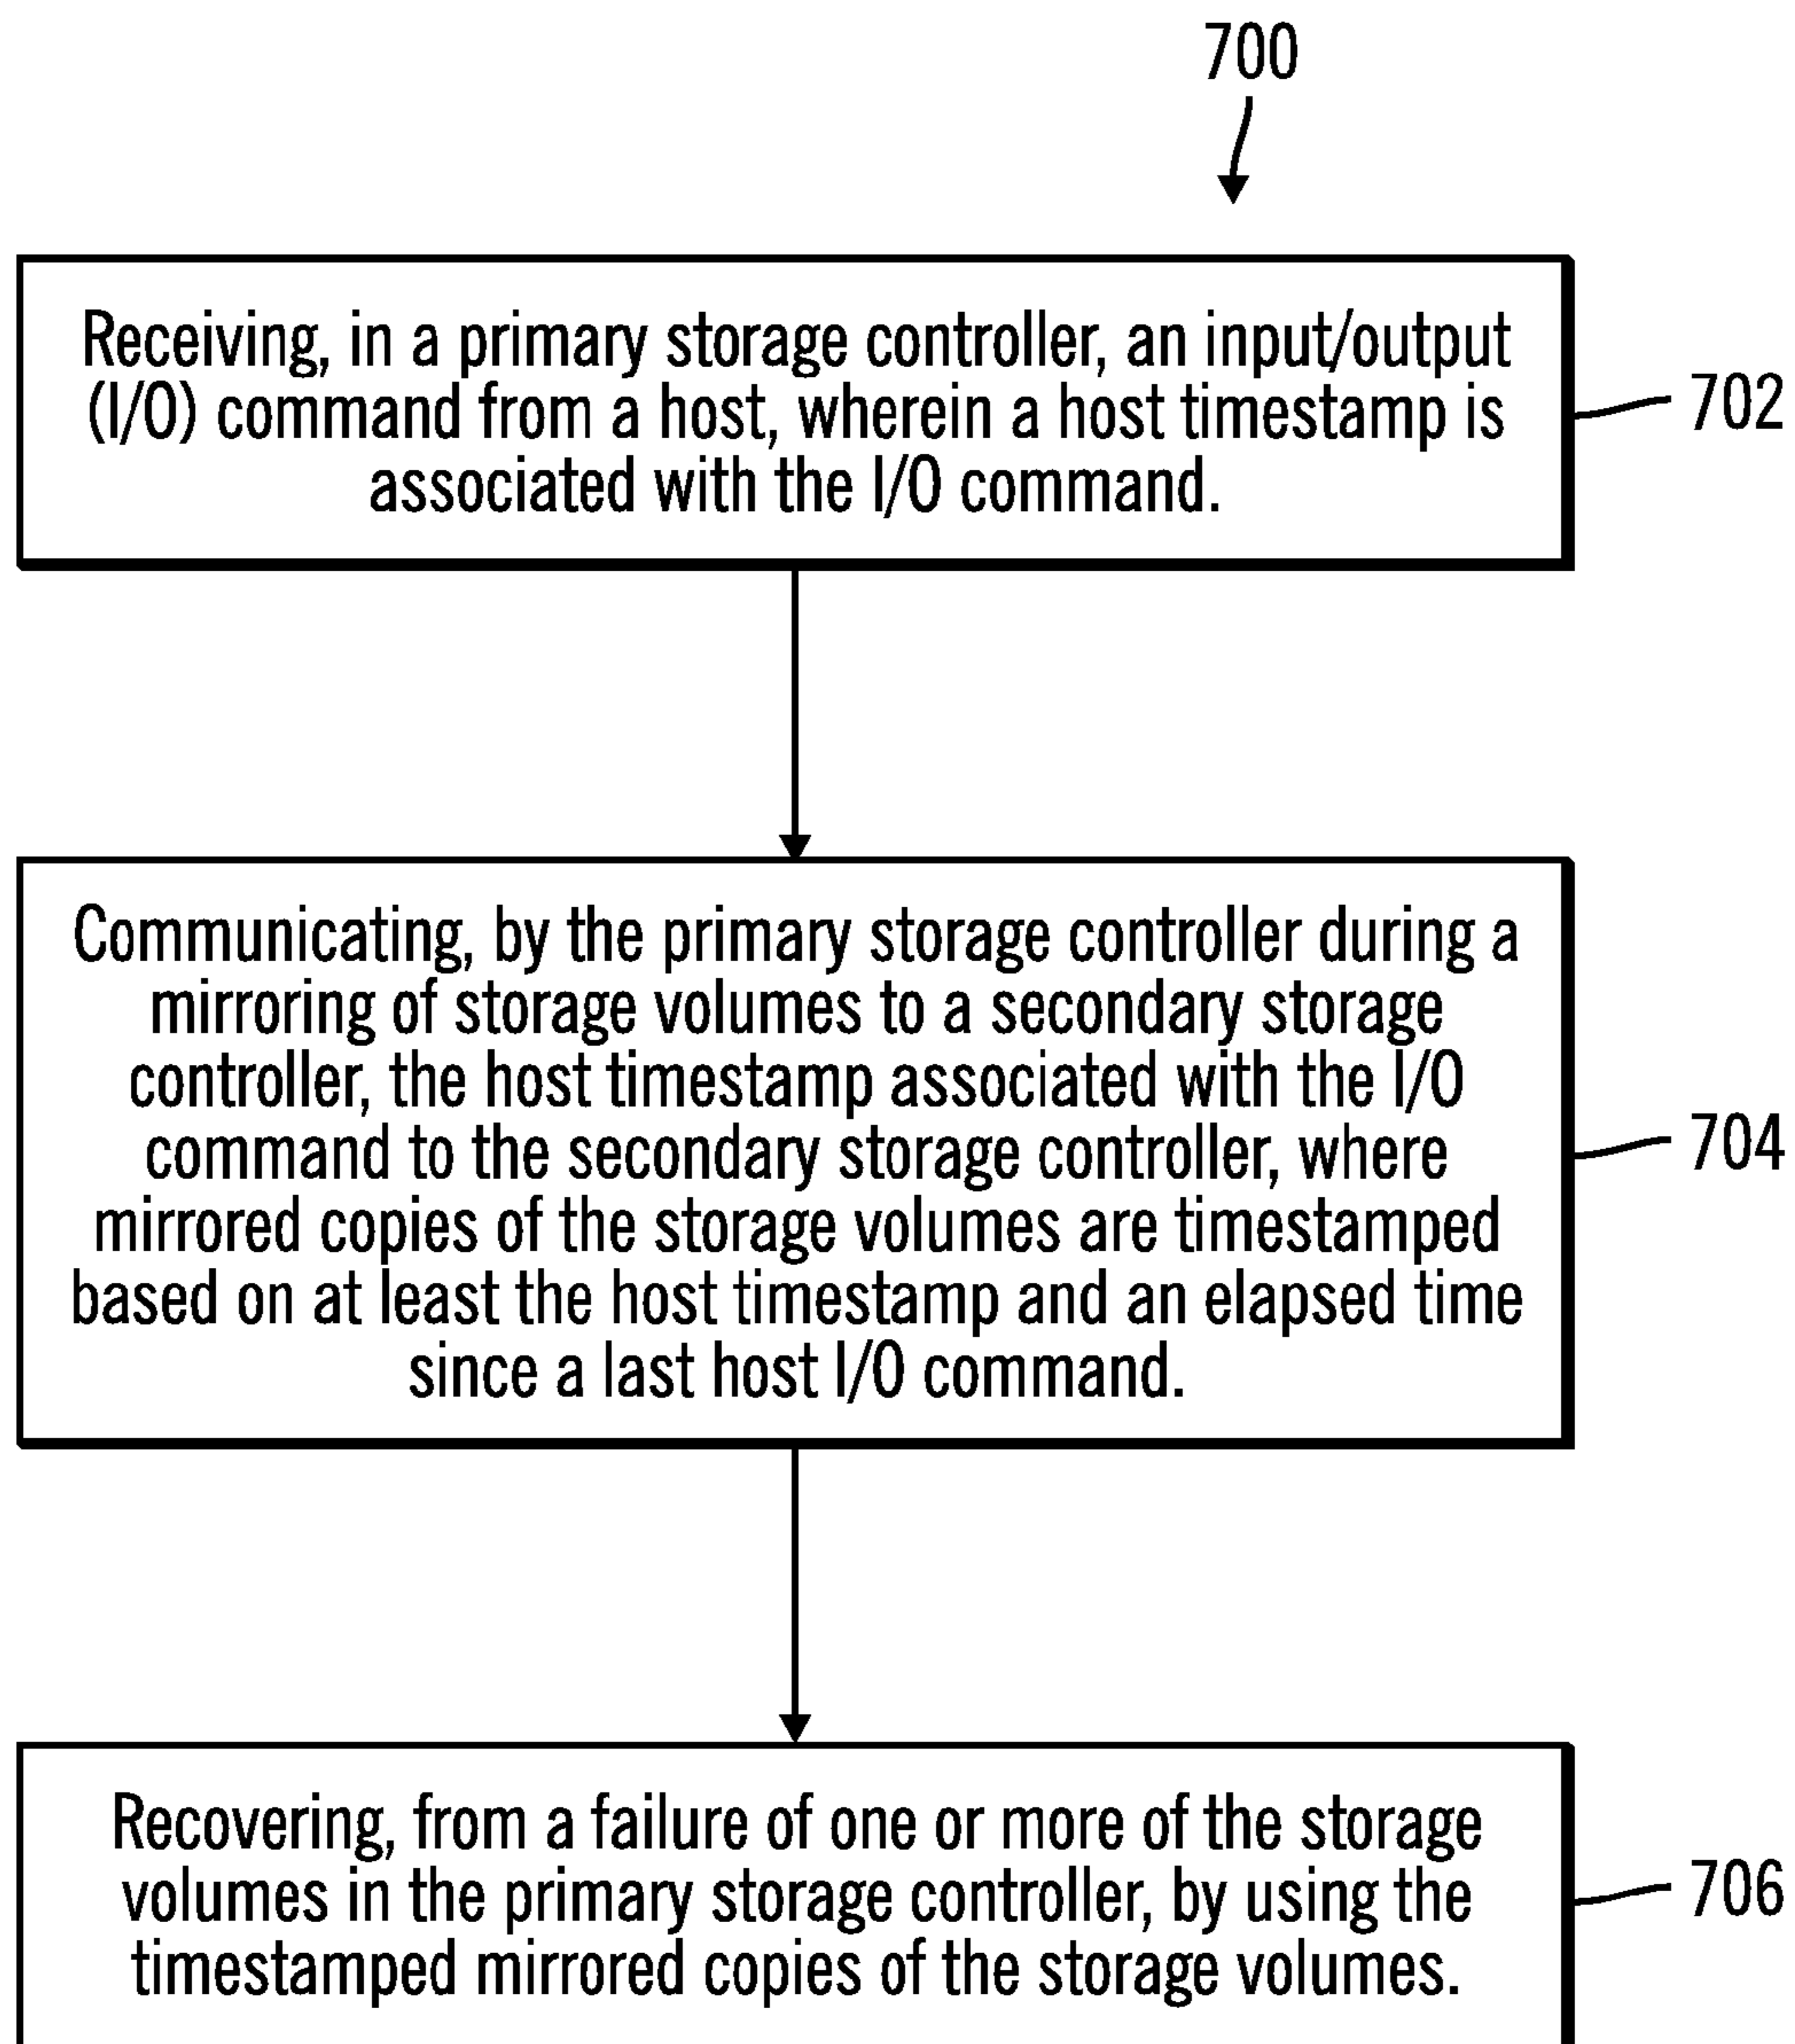 700
Receiving, in a primary storage controller, an input/output
(I/O) command from a host, wherein a host timestamp is
associated with the I/O command.
702
Communicating, by the primary storage controller during a
mirroring of storage volumes to a secondary storage
controller, the host timestamp associated with the I/O
command to the secondary storage controller, where
mirrored copies of the storage volumes are timestamped
based on at least the host timestamp and an elapsed time
since a last host I/O command.
704
Recovering, from a failure of one or more of the storage
volumes in the primary storage controller, by using the
timestamped mirrored copies of the storage volumes.
706